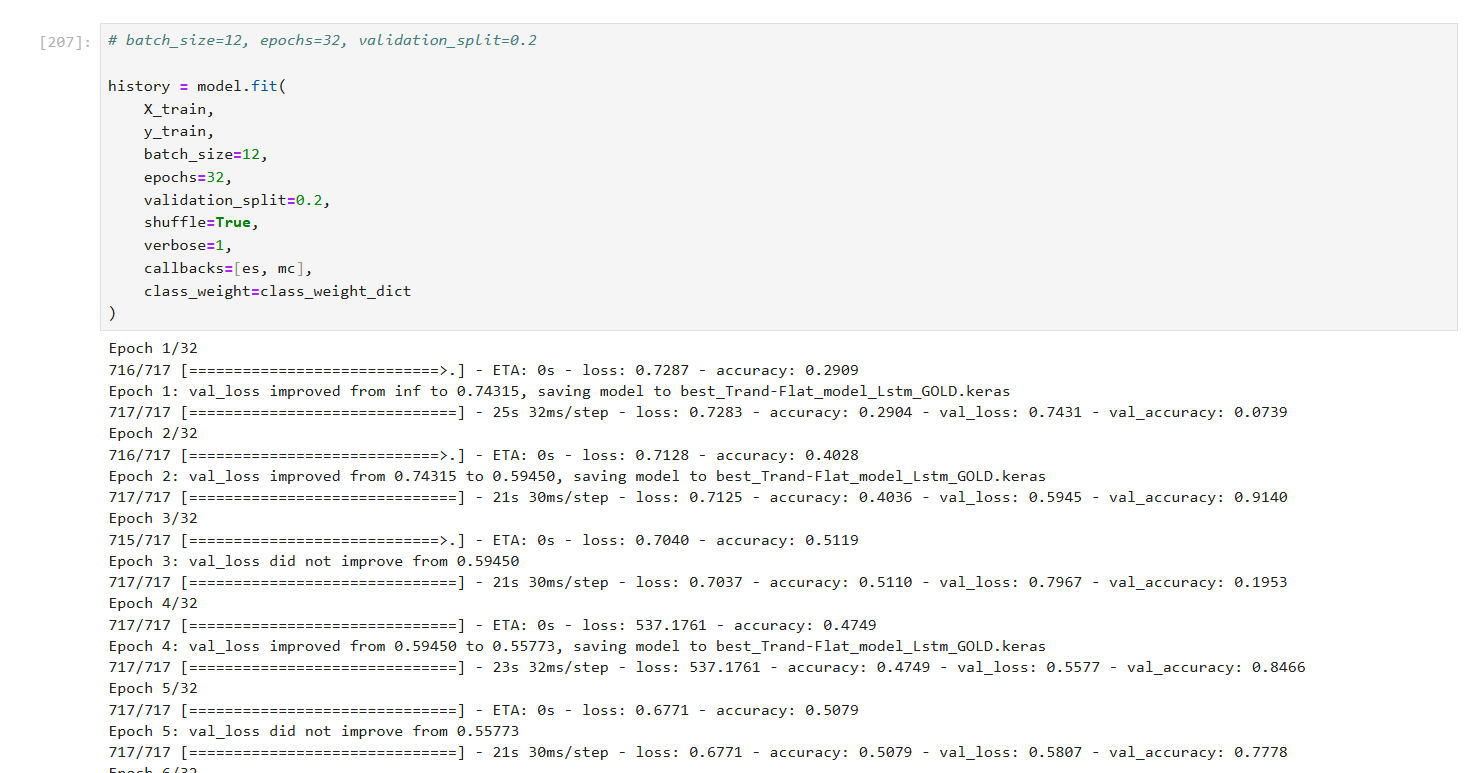 [207]: # batch_size=12, epochs=32, validation_split=0.2
history = model.fit(
X_train,
y_train,
batch_size=12,
epochs=32,
validation_split=0.2,
shuffle=True,
verbose=1,
callbacks=[es, mc],
class_weight=class_weight_dict
)
Epoch 1/32
716/717 [============================>.] - ETA: 0s - loss: 0.7287 - accuracy: 0.2909
Epoch 1: val_loss improved from inf to 0.74315, saving model to best_Trand-Flat_model_Lstm_GOLD.keras
717/717 [==============================] - 25s 32ms/step - loss: 0.7283 - accuracy: 0.2904 - val_loss: 0.7431 - val_accuracy: 0.0739
Epoch 2/32
716/717 [============================>.] - ETA: 0s - loss: 0.7128 - accuracy: 0.4028
Epoch 2: val_loss improved from 0.74315 to 0.59450, saving model to best_Trand-Flat_model_Lstm_GOLD.keras
717/717 [==============================] - 21s 30ms/step - loss: 0.7125 - accuracy: 0.4036 - val_loss: 0.5945 - val_accuracy: 0.9140
Epoch 3/32
715/717 [============================>.] - ETA: 0s - loss: 0.7040 - accuracy: 0.5119
Epoch 3: val_loss did not improve from 0.59450
717/717 [==============================] - 21s 30ms/step - loss: 0.7037 - accuracy: 0.5110 - val_loss: 0.7967 - val_accuracy: 0.1953
Epoch 4/32
717/717 [==============================] - ETA: 0s - loss: 537.1761 - accuracy: 0.4749
Epoch 4: val_loss improved from 0.59450 to 0.55773, saving model to best_Trand-Flat_model_Lstm_GOLD.keras
717/717 [==============================] - 23s 32ms/step - loss: 537.1761 - accuracy: 0.4749 - val_loss: 0.5577 - val_accuracy: 0.8466
Epoch 5/32
717/717 [==============================] - ETA: 0s - loss: 0.6771 - accuracy: 0.5079
Epoch 5: val_loss did not improve from 0.55773
717/717 [==============================] - 21s 30ms/step - loss: 0.6771 - accuracy: 0.5079 - val_loss: 0.5807 - val_accuracy: 0.7778
Epoch 6/32